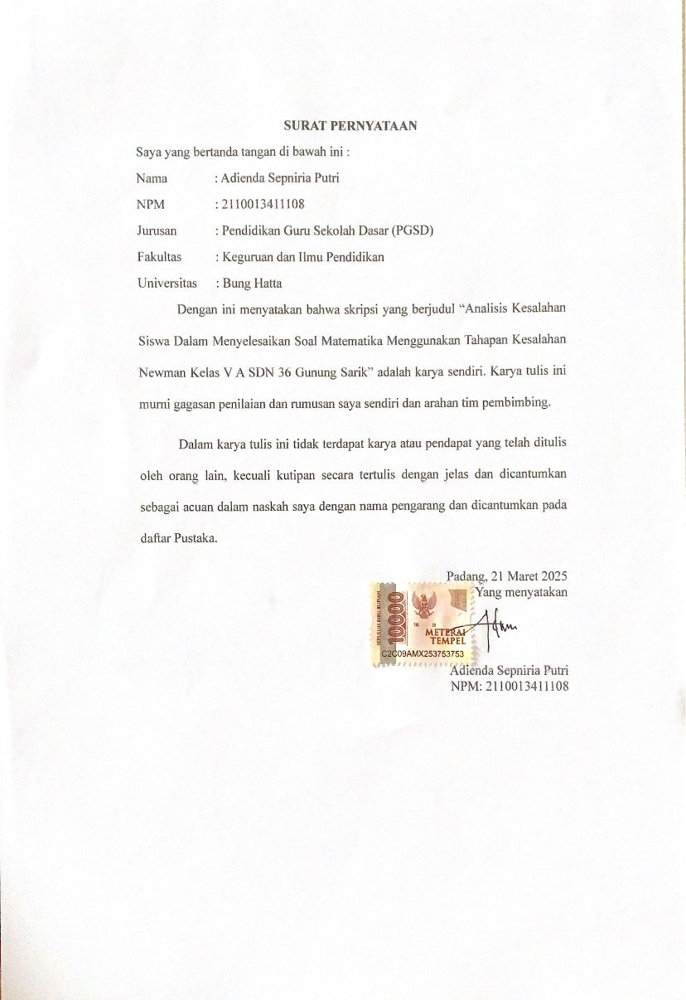 SURAT PERNYATAAN
Saya yang bertanda tangan di bawah ini :
Nama : Adienda Sepniria Putri
NPM : 2110013411108
Jurusan : Pendidikan Guru Sekolah Dasar (PGSD)
Fakultas : Keguruan dan Ilmu Pendidikan
Universitas : Bung Hatta
Dengan ini menyatakan bahwa skripsi yang berjudul “Analisis Kesalahan
Siswa Dalam Menyelesaikan Soal Matematika Menggunakan Tahapan Kesalahan
Newman Kelas V A SDN 36 Gunung Sarik” adalah karya sendiri. Karya tulis ini
murni gagasan penilaian dan rumusan saya sendiri dan arahan tim pembimbing.
Dalam karya tulis ini tidak terdapat karya atau pendapat yang telah ditulis
oleh orang lain, kecuali kutipan secara tertulis dengan jelas dan dicantumkan
sebagai acuan dalam naskah saya dengan nama pengarang dan dicantumkan pada
daftar Pustaka.
Padang, 21 Maret 2025
Yang menyatakan
SEPULUH RIBU RUPIAH
10000
METERAI
TEMPEL
C2C09AMX253753753
Adienda Sepniria Putri
NPM: 2110013411108